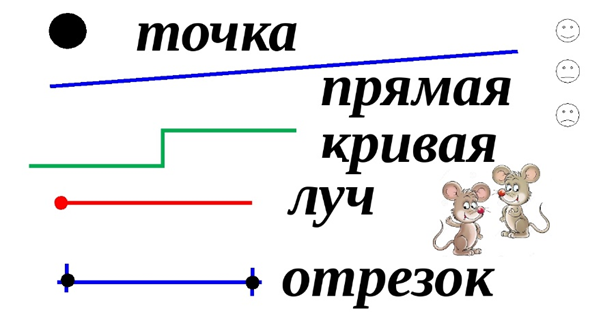 точка
прямая
кривая
луч
отрезок